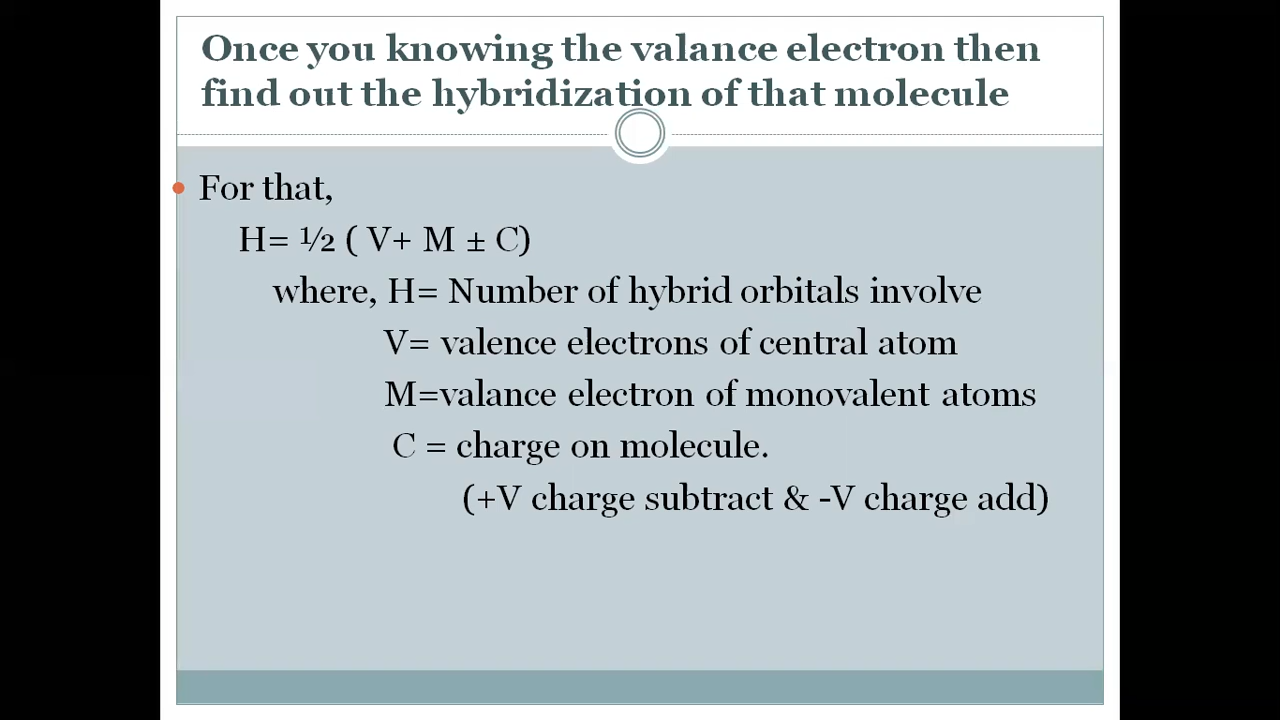 Once you knowing the valance electron then
find out the hybridization of that molecule
For that,
H= ½ ( V+ M ± C)
where, H= Number of hybrid orbitals involve
V= valence electrons of central atom
M=valance electron of monovalent atoms
C = charge on molecule.
(+V charge subtract & -V charge add)